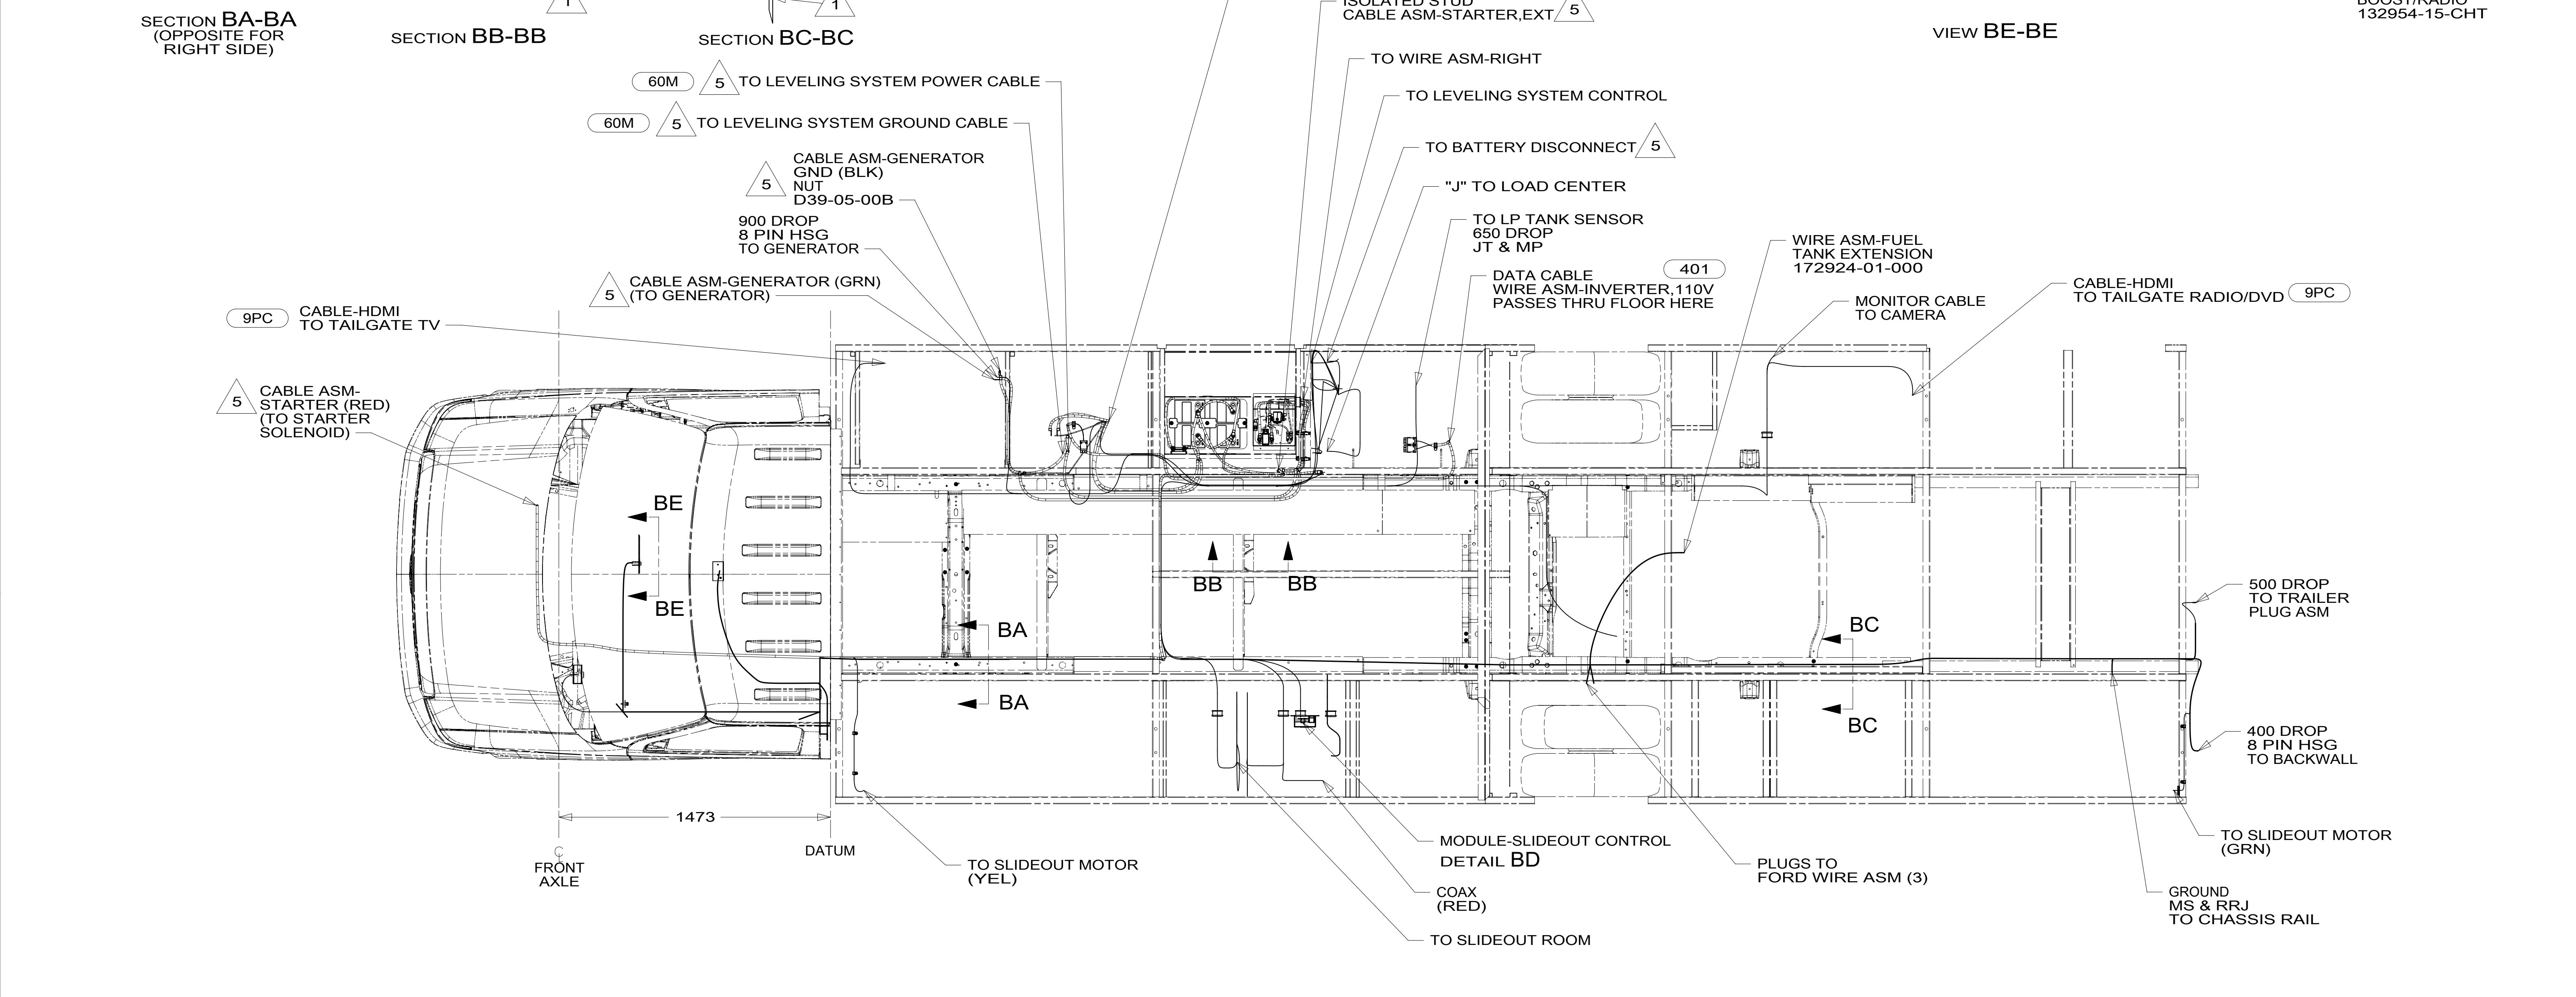 SECTION BA-BA
(OPPOSITE FOR
RIGHT SIDE)
1
SECTION BB-BB
1
SECTION BC-BC
ISOLATED STUD
CABLE ASM-STARTER,EXT 5
VIEW BE-BE
BOOST/RADIO
132954-15-CHT
TO WIRE ASM-RIGHT
60M 5 TO LEVELING SYSTEM POWER CABLE
TO LEVELING SYSTEM CONTROL
60M 5 TO LEVELING SYSTEM GROUND CABLE
TO BATTERY DISCONNECT 5
5
CABLE ASM-GENERATOR
GND (BLK)
NUT
D39-05-00B
"J" TO LOAD CENTER
900 DROP
8 PIN HSG
TO GENERATOR
TO LP TANK SENSOR
650 DROP
JT & MP
WIRE ASM-FUEL
TANK EXTENSION
172924-01-000
5
CABLE ASM-GENERATOR (GRN)
(TO GENERATOR)
401
DATA CABLE
WIRE ASM-INVERTER,110V
PASSES THRU FLOOR HERE
MONITOR CABLE
TO CAMERA
CABLE-HDMI
TO TAILGATE RADIO/DVD 9PC
9PC
CABLE-HDMI
TO TAILGATE TV
5
CABLE ASM-
STARTER (RED)
(TO STARTER
SOLENOID)
BE
BE
BB
BB
BA
BA
BC
BC
500 DROP
TO TRAILER
PLUG ASM
400 DROP
8 PIN HSG
TO BACKWALL
1473
DATUM
FRONT
AXLE
TO SLIDEOUT MOTOR
(YEL)
MODULE-SLIDEOUT CONTROL
DETAIL BD
COAX
(RED)
TO SLIDEOUT ROOM
PLUGS TO
FORD WIRE ASM (3)
TO SLIDEOUT MOTOR
(GRN)
GROUND
MS & RRJ
TO CHASSIS RAIL